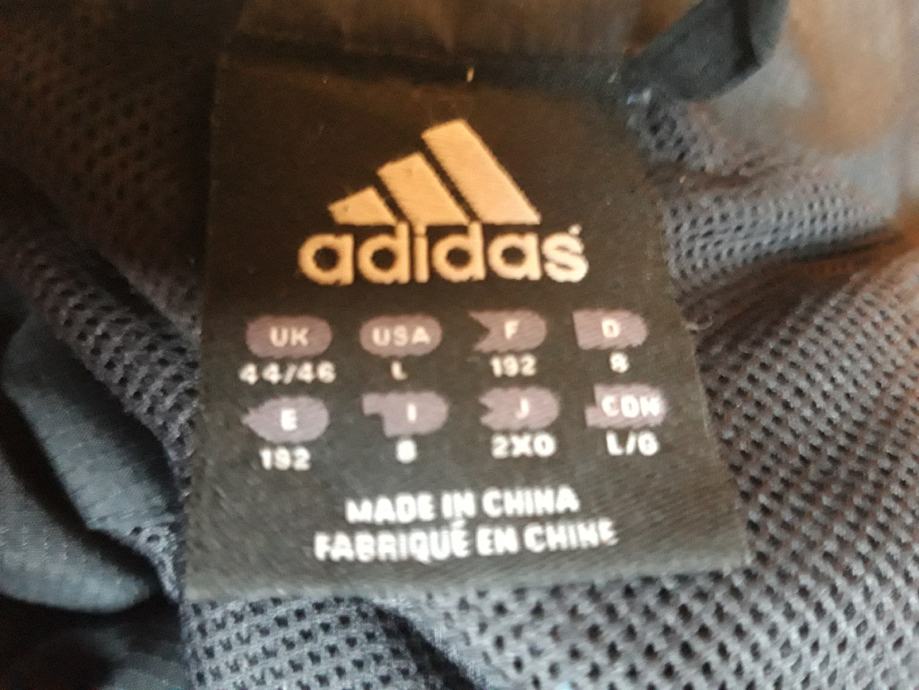 adidas
UK USA F D
44/46 L 192 8
E I J CDN
192 8 2XO L/G
MADE IN CHINA
FABRIQUÉ EN CHINE